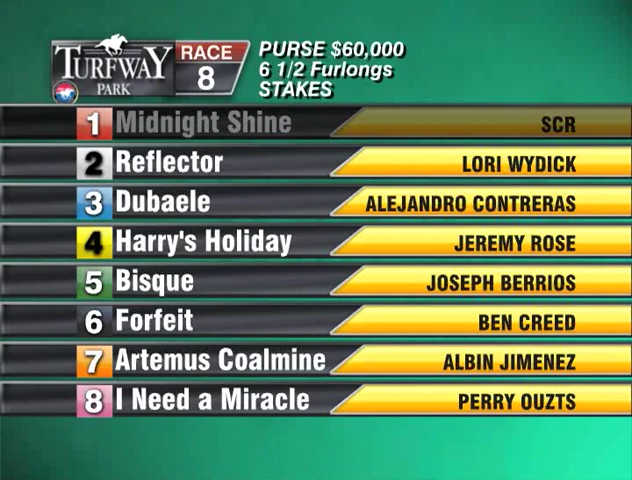 TURFWAY
PARK
RACE
8
PURSE $60,000
6 1/2 Furlongs
STAKES
1 Midnight Shine SCR
2 Reflector LORI WYDICK
3 Dubaele ALEJANDRO CONTRERAS
4 Harry's Holiday JEREMY ROSE
5 Bisque JOSEPH BERRIOS
6 Forfeit BEN CREED
7 Artemus Coalmine ALBIN JIMENEZ
8 I Need a Miracle PERRY OUZTS